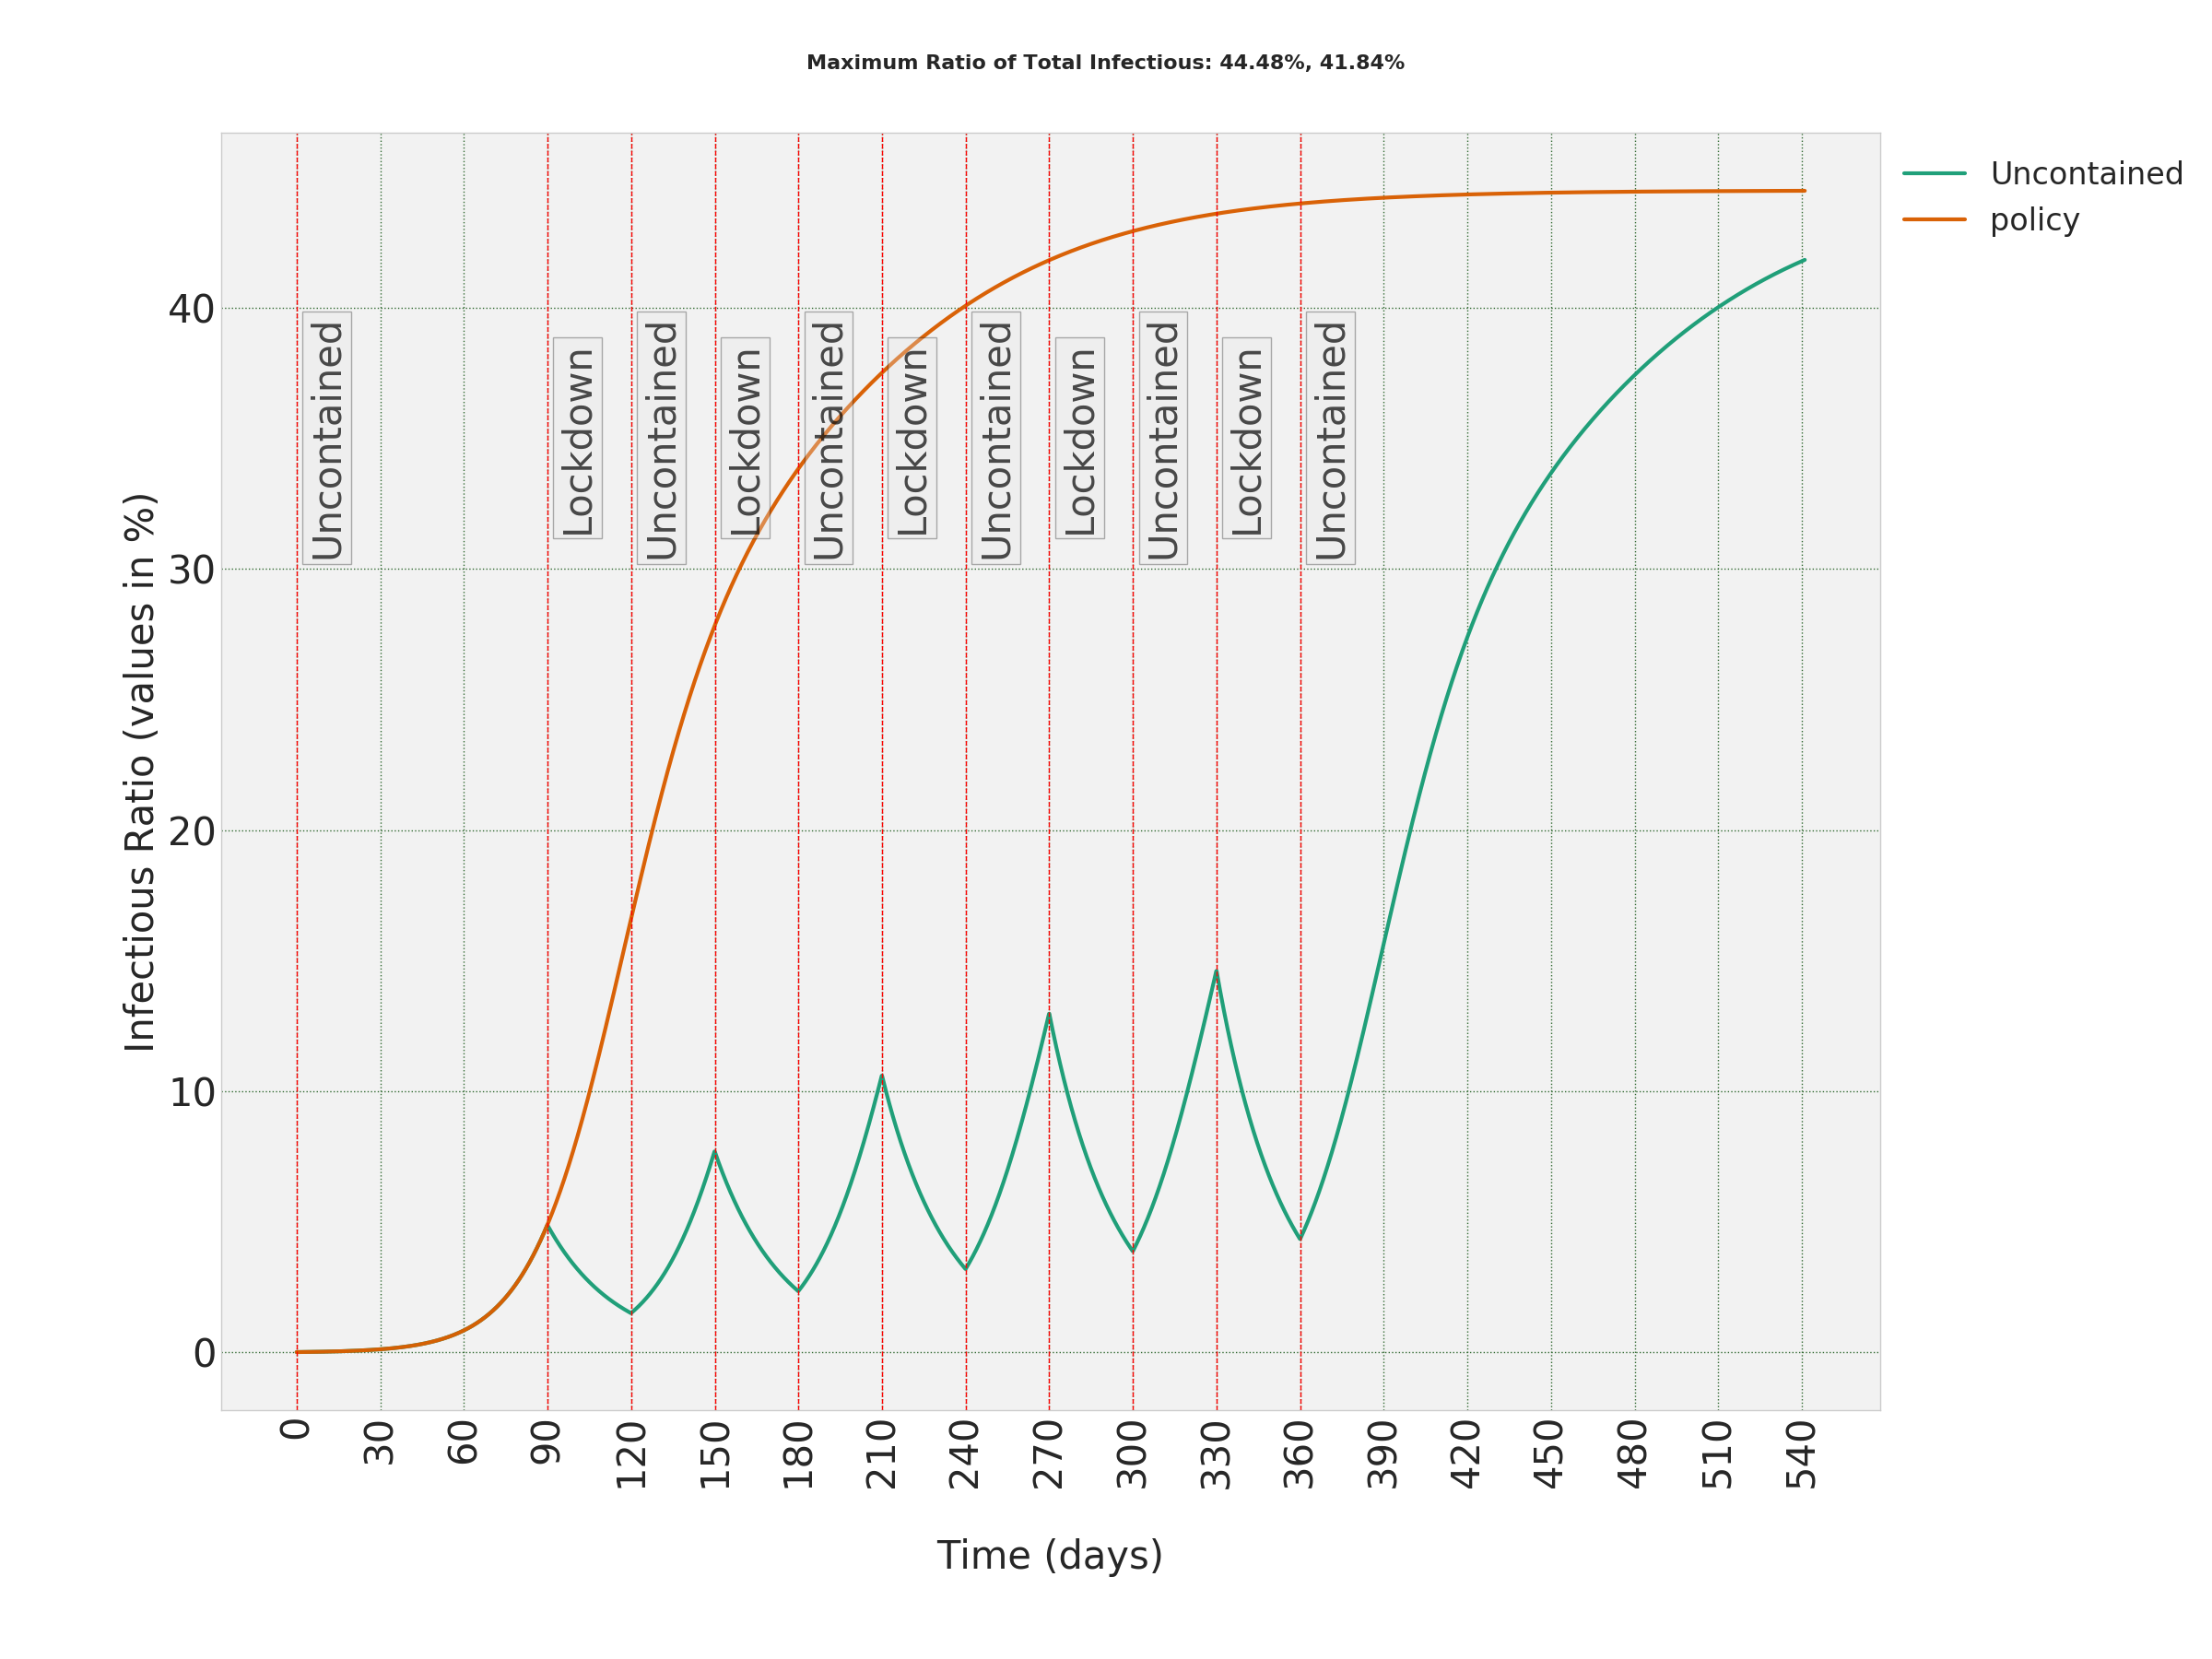 Maximum Ratio of Total Infectious: 44.48%, 41.84%
Uncontained
policy
Infectious Ratio (values in %)
40
30
20
10
0
Uncontained
Lockdown
Uncontained
Lockdown
Uncontained
Lockdown
Uncontained
Lockdown
Uncontained
Lockdown
Uncontained
0
30
60
90
120
150
180
210
240
270
300
330
360
390
420
450
480
510
540
Time (days)